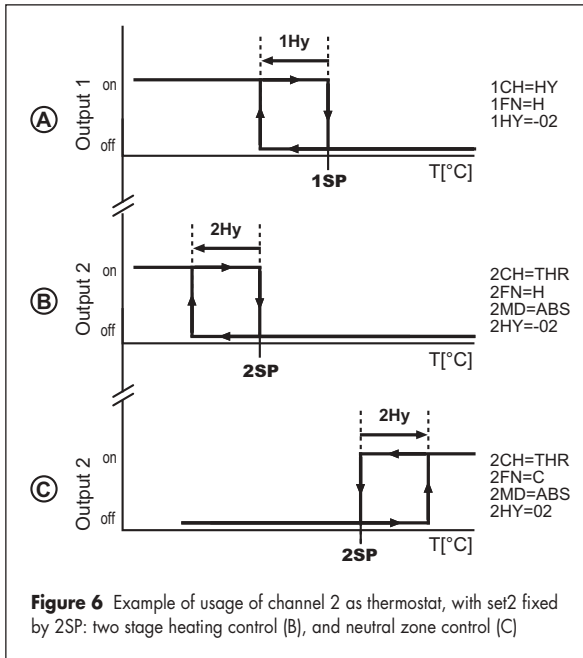 1Hy
on
Output 1
off
A
1CH=HY
1FN=H
1HY=-02
T[°C]
1SP
2Hy
on
Output 2
off
B
2CH=THR
2FN=H
2MD=ABS
2HY=-02
T[°C]
2SP
2Hy
on
Output 2
off
C
2CH=THR
2FN=C
2MD=ABS
2HY=02
T[°C]
2SP
Figure 6 Example of usage of channel 2 as thermostat, with set2 fixed
by 2SP: two stage heating control (B), and neutral zone control (C)